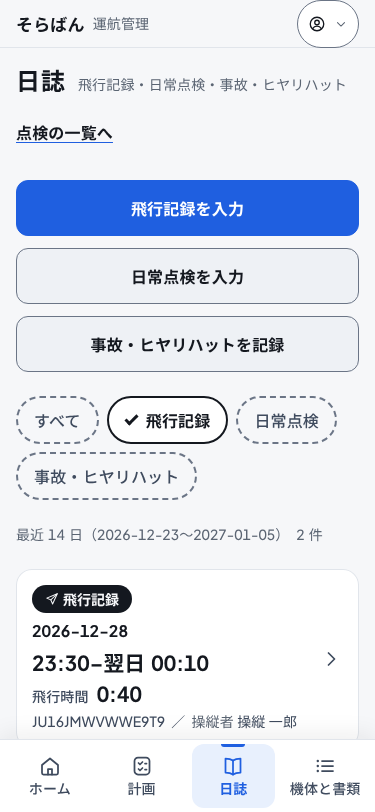 そらばん 運航管理
日誌 飛行記録・日常点検・事故・ヒヤリハット
点検の一覧へ
飛行記録を入力
日常点検を入力
事故・ヒヤリハットを記録
すべて 飛行記録 日常点検
事故・ヒヤリハット
最近 14 日（2026-12-23〜2027-01-05） 2 件
飛行記録
2026-12-28
23:30–翌日 00:10
飛行時間 0:40
JU16JMWVWWE9T9 ／ 操縦者 操縦 一郎
ホーム 計画 日誌 機体と書類